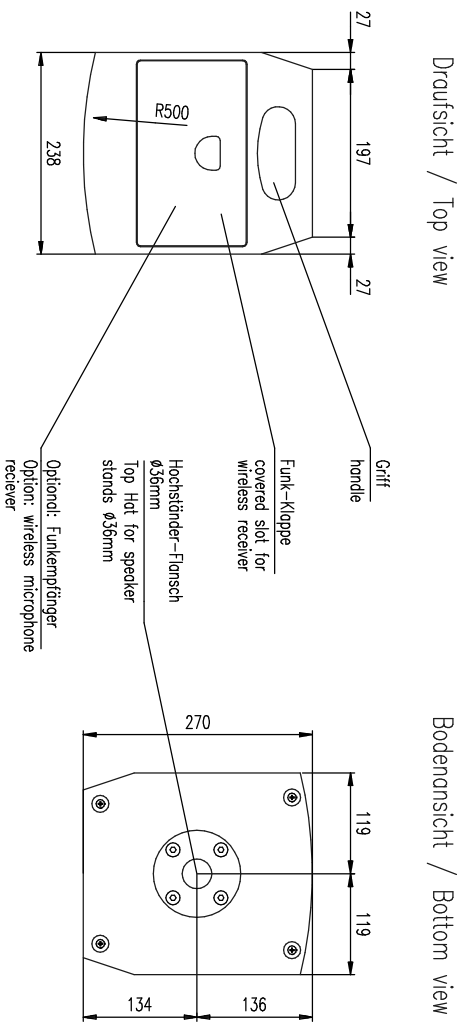 Draufsicht / Top view
27
197
27
R500
238
Griff
handle
Funk-Klappe
covered slot for
wireless receiver
Hochständer-Flansch
Ø36mm
Top Hat for speaker
stands Ø36mm
Optional: Funkempfänger
Option: wireless microphone
reciever
Bodenansicht / Bottom view
270
119
119
134
136